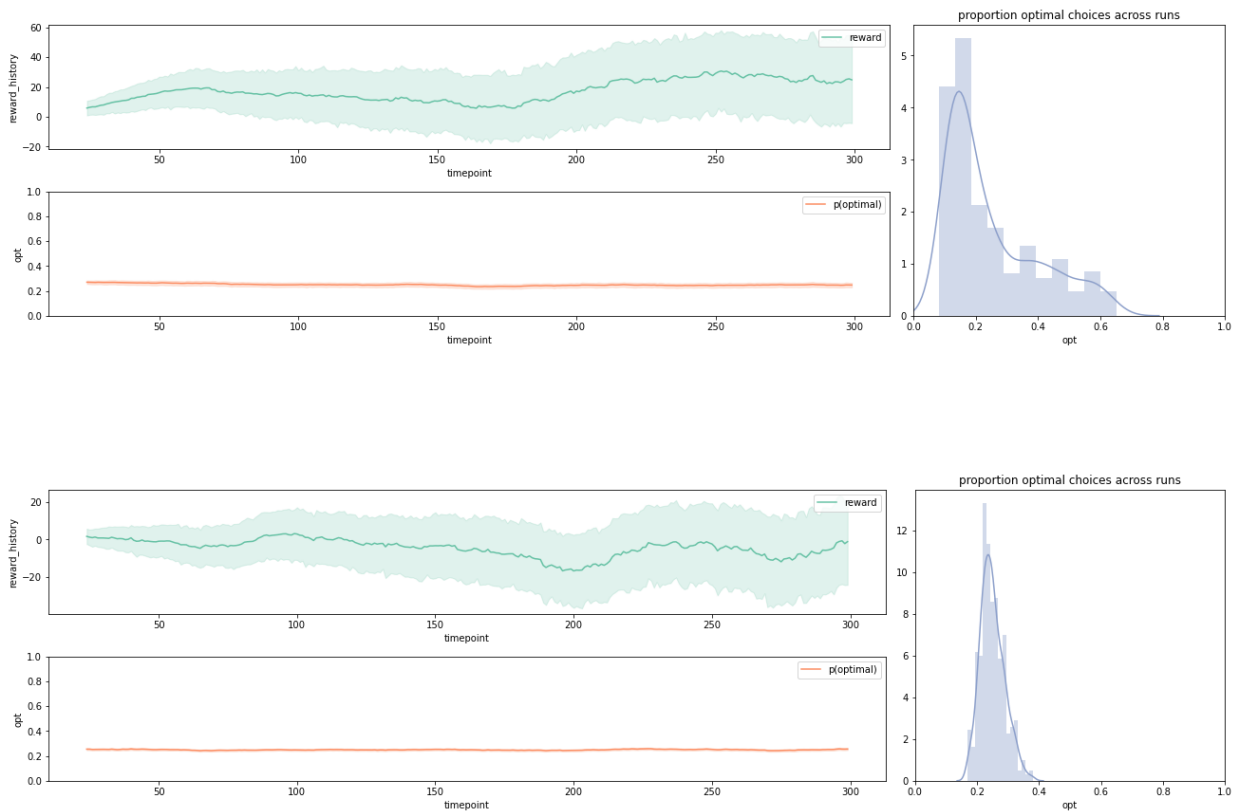 proportion optimal choices across runs
60
40
20
0
−20
reward_history
reward
50 100 150 200 250 300
timepoint
1.0
0.8
0.6
0.4
0.2
0.0
opt
p(optimal)
50 100 150 200 250 300
timepoint
5
4
3
2
1
0
0.0 0.2 0.4 0.6 0.8 1.0
opt
proportion optimal choices across runs
20
0
−20
reward_history
reward
50 100 150 200 250 300
timepoint
1.0
0.8
0.6
0.4
0.2
0.0
opt
p(optimal)
50 100 150 200 250 300
timepoint
12
10
8
6
4
2
0
0.0 0.2 0.4 0.6 0.8 1.0
opt